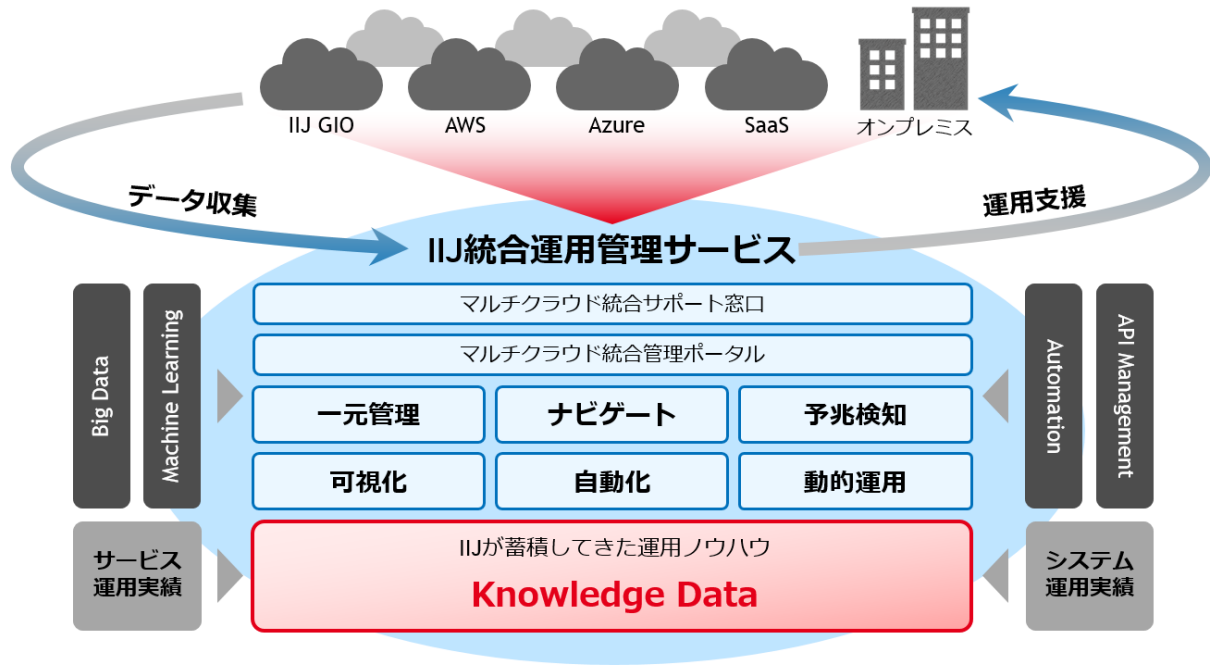 IIJ GIO
AWS
Azure
SaaS
オンプレミス
データ収集
運用支援
IIJ統合運用管理サービス
Big Data
Machine Learning
マルチクラウド統合サポート窓口
マルチクラウド統合管理ポータル
一元管理
ナビゲート
予兆検知
可視化
自動化
動的運用
Automation
API Management
サービス
運用実績
IIJが蓄積してきた運用ノウハウ
Knowledge Data
システム
運用実績